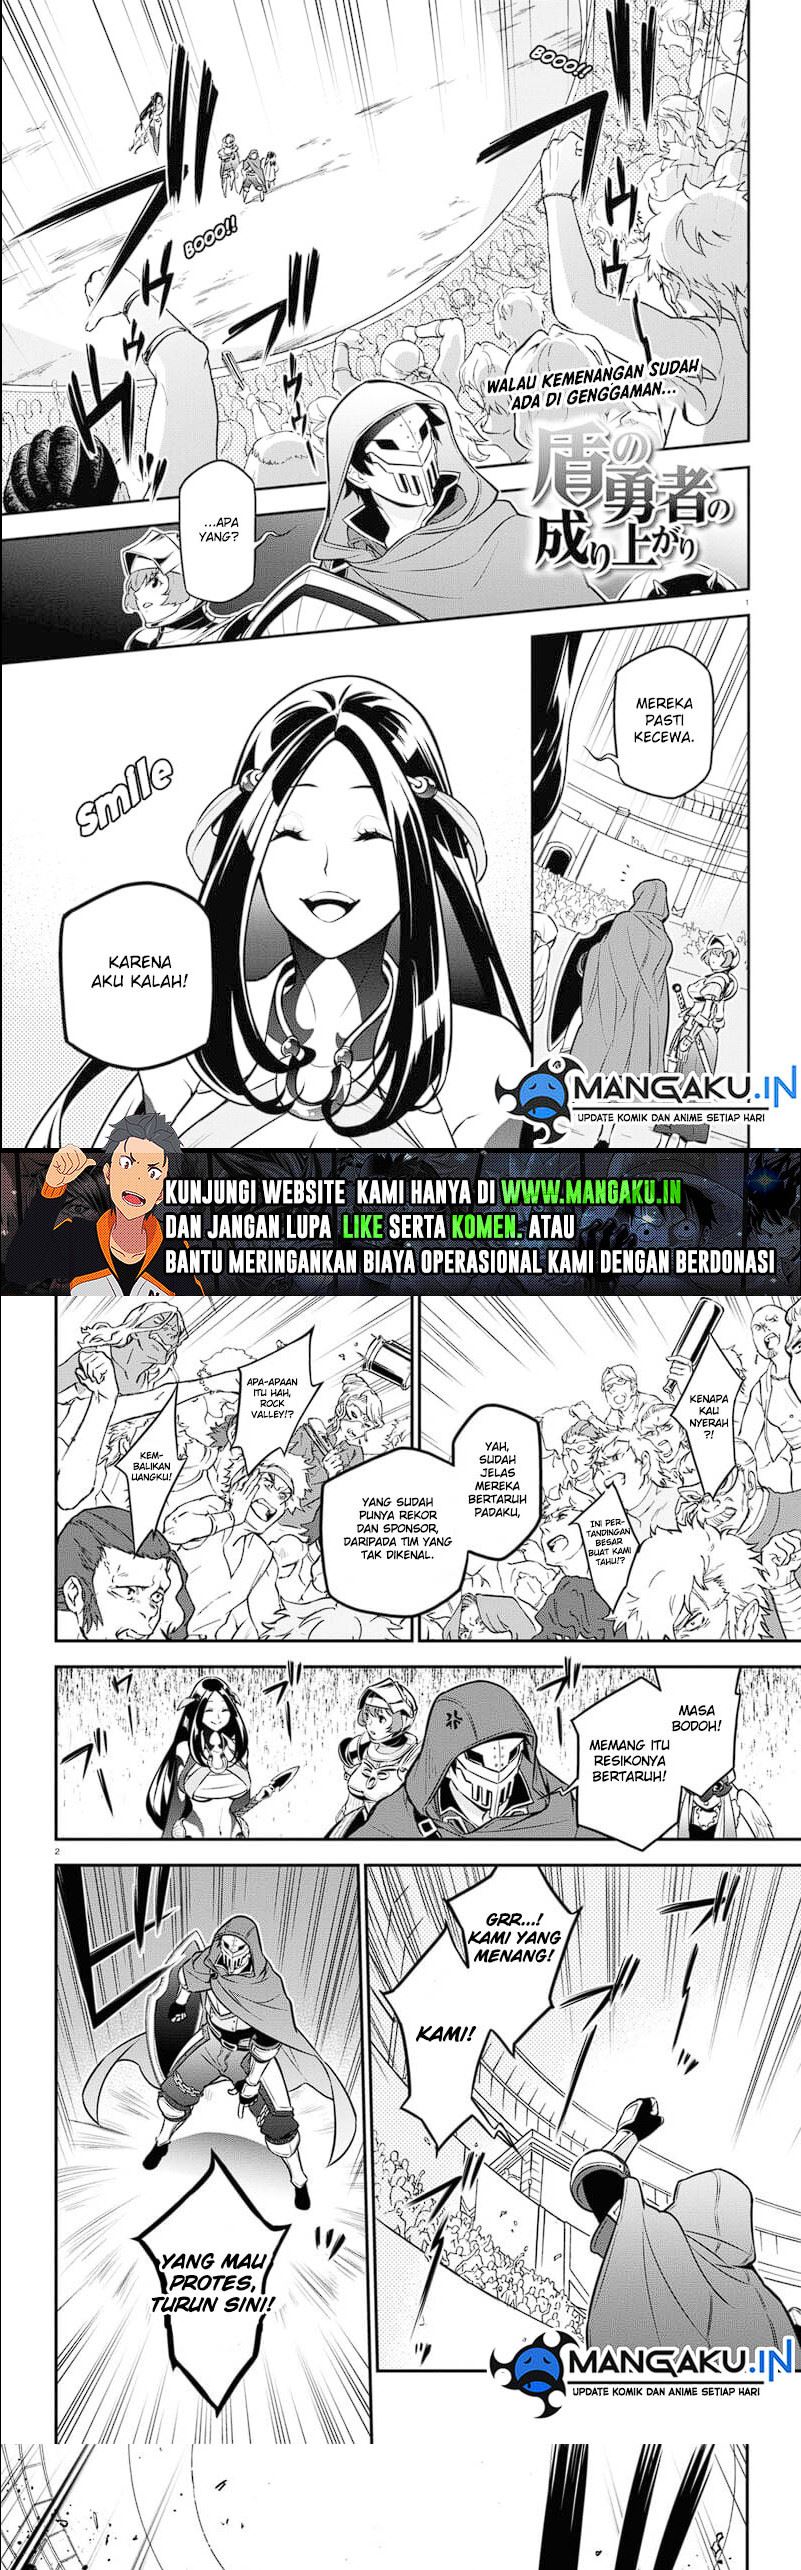 BOOO!!
BOOO!!
BOOO!!
WALAU KEMENANGAN SUDAH
ADA DI GENGGAMAN...
盾の勇者の
成り上がり
...APA
YANG?
1
MEREKA
PASTI
KECEWA.
smile
KARENA
AKU KALAH!
MANGAKU.IN
UPDATE KOMIK DAN ANIME SETIAP HARI
KUNJUNGI WEBSITE KAMI HANYA DI WWW.MANGAKU.IN
DAN JANGAN LUPA LIKE SERTA KOMEN. ATAU
BANTU MERINGANKAN BIAYA OPERASIONAL KAMI DENGAN BERDONASI
KENAPA
KAU
NYERAH
?!
INI PER-
TANDINGAN
BESAR
BUAT KAMI
TAHU!?
YAH,
SUDAH
JELAS
MEREKA
BERTARUH
PADAKU,
YANG SUDAH
PUNYA REKOR
DAN SPONSOR,
DARIPADA TIM YANG
TAK DIKENAL.
APA-APAAN
ITU HAH,
ROCK
VALLEY!?
KEM-
BALIKAN
UANGKU!
MASA
BODOH!
MEMANG ITU
RESIKONYA
BERTARUH!
2
GRR...!
KAMI YANG
MENANG!
KAMI!
YANG MAU
PROTES,
TURUN SINI!
MANGAKU.IN
UPDATE KOMIK DAN ANIME SETIAP HARI